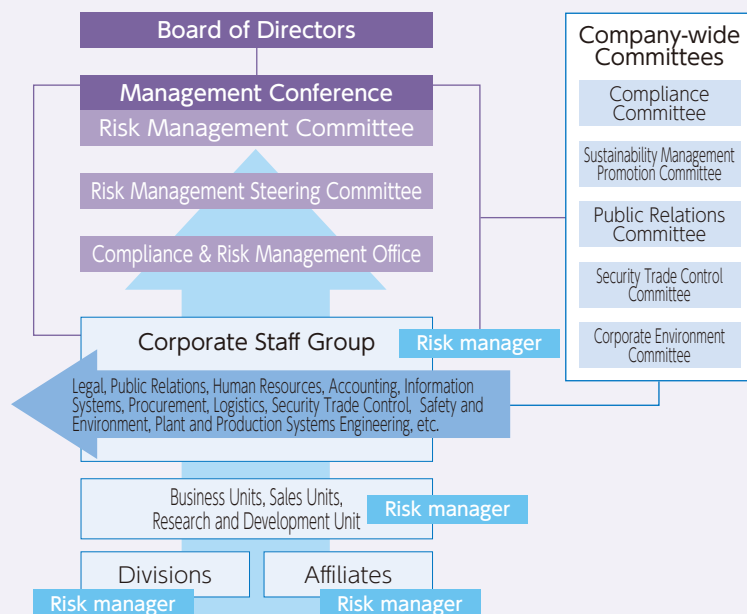 Board of Directors
Management Conference
Risk Management Committee
Risk Management Steering Committee
Compliance & Risk Management Office
Corporate Staff Group
Risk manager
Legal, Public Relations, Human Resources, Accounting, Information
Systems, Procurement, Logistics, Security Trade Control, Safety and
Environment, Plant and Production Systems Engineering, etc.
Business Units, Sales Units,
Research and Development Unit
Risk manager
Divisions
Risk manager
Affiliates
Risk manager
Company-wide
Committees
Compliance
Committee
Sustainability Management
Promotion Committee
Public Relations
Committee
Security Trade Control
Committee
Corporate Environment
Committee